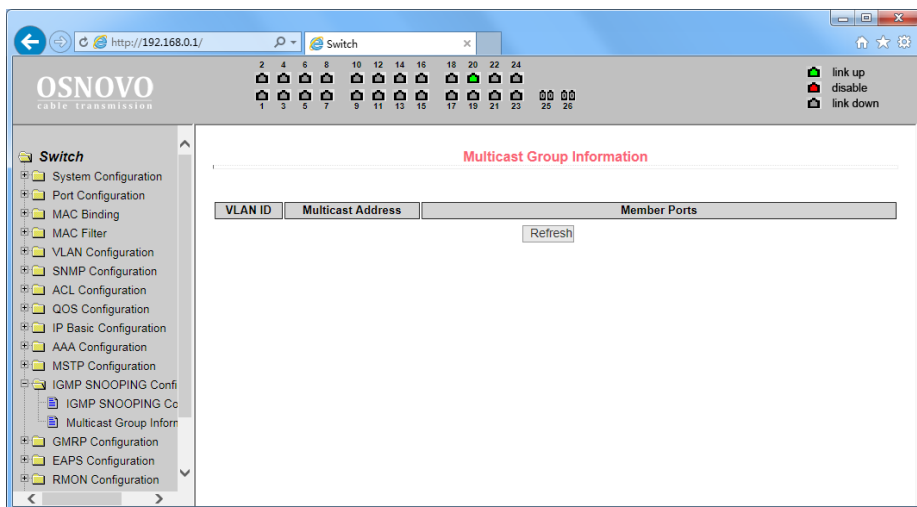 http://192.168.0.1/
Switch
OSNOVO
cable transmission
2 4 6 8 10 12 14 16 18 20 22 24
1 3 5 7 9 11 13 15 17 19 21 23 25 26
link up
disable
link down
Switch
System Configuration
Port Configuration
MAC Binding
MAC Filter
VLAN Configuration
SNMP Configuration
ACL Configuration
QOS Configuration
IP Basic Configuration
AAA Configuration
MSTP Configuration
IGMP SNOOPING Confi
IGMP SNOOPING Co
Multicast Group Inforn
GMRP Configuration
EAPS Configuration
RMON Configuration
Multicast Group Information
VLAN ID Multicast Address Member Ports
Refresh